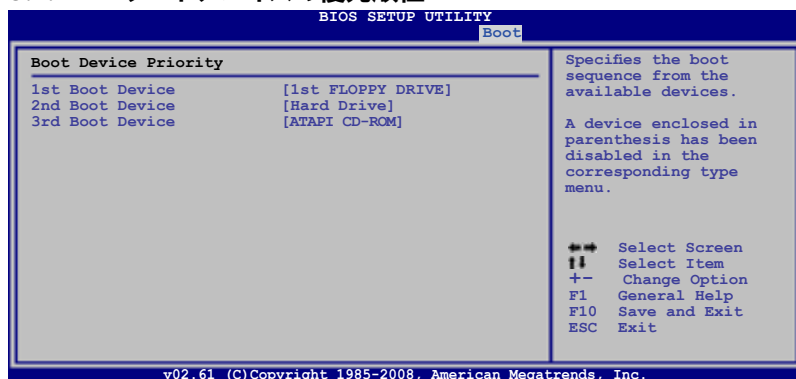 BIOS SETUP UTILITY
Boot
Boot Device Priority
1st Boot Device [1st FLOPPY DRIVE]
2nd Boot Device [Hard Drive]
3rd Boot Device [ATAPI CD-ROM]
Specifies the boot
sequence from the
available devices.
A device enclosed in
parenthesis has been
disabled in the
corresponding type
menu.
←→ Select Screen
↑↓ Select Item
+- Change Option
F1 General Help
F10 Save and Exit
ESC Exit
v02.61 (C)Copyright 1985-2008, American Megatrends, Inc.